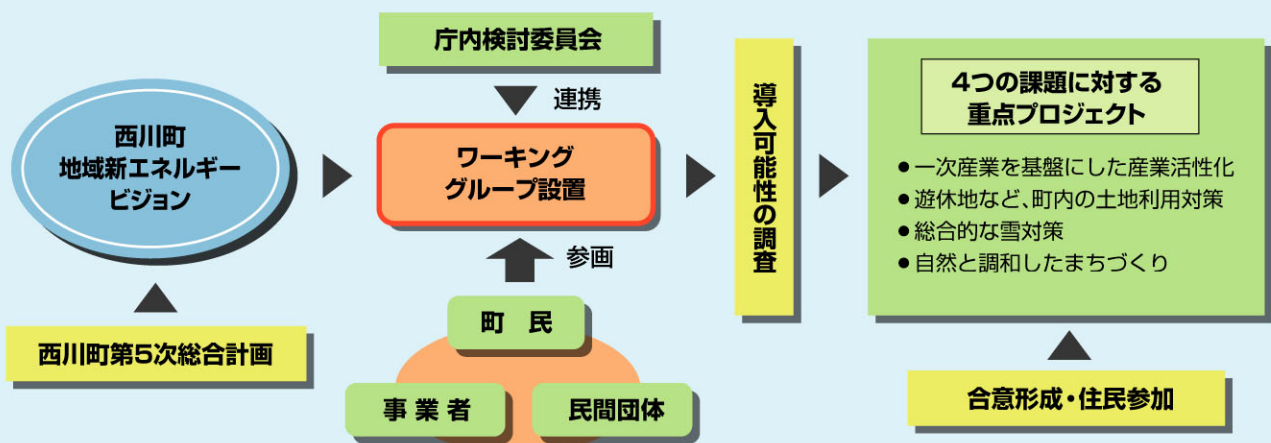 西川町
地域新エネルギー
ビジョン
西川町第5次総合計画
庁内検討委員会
連携
ワーキング
グループ設置
参画
町 民
事 業 者
民間団体
導入可能性の調査
4つの課題に対する
重点プロジェクト
●一次産業を基盤にした産業活性化
●遊休地など、町内の土地利用対策
●総合的な雪対策
●自然と調和したまちづくり
合意形成・住民参加